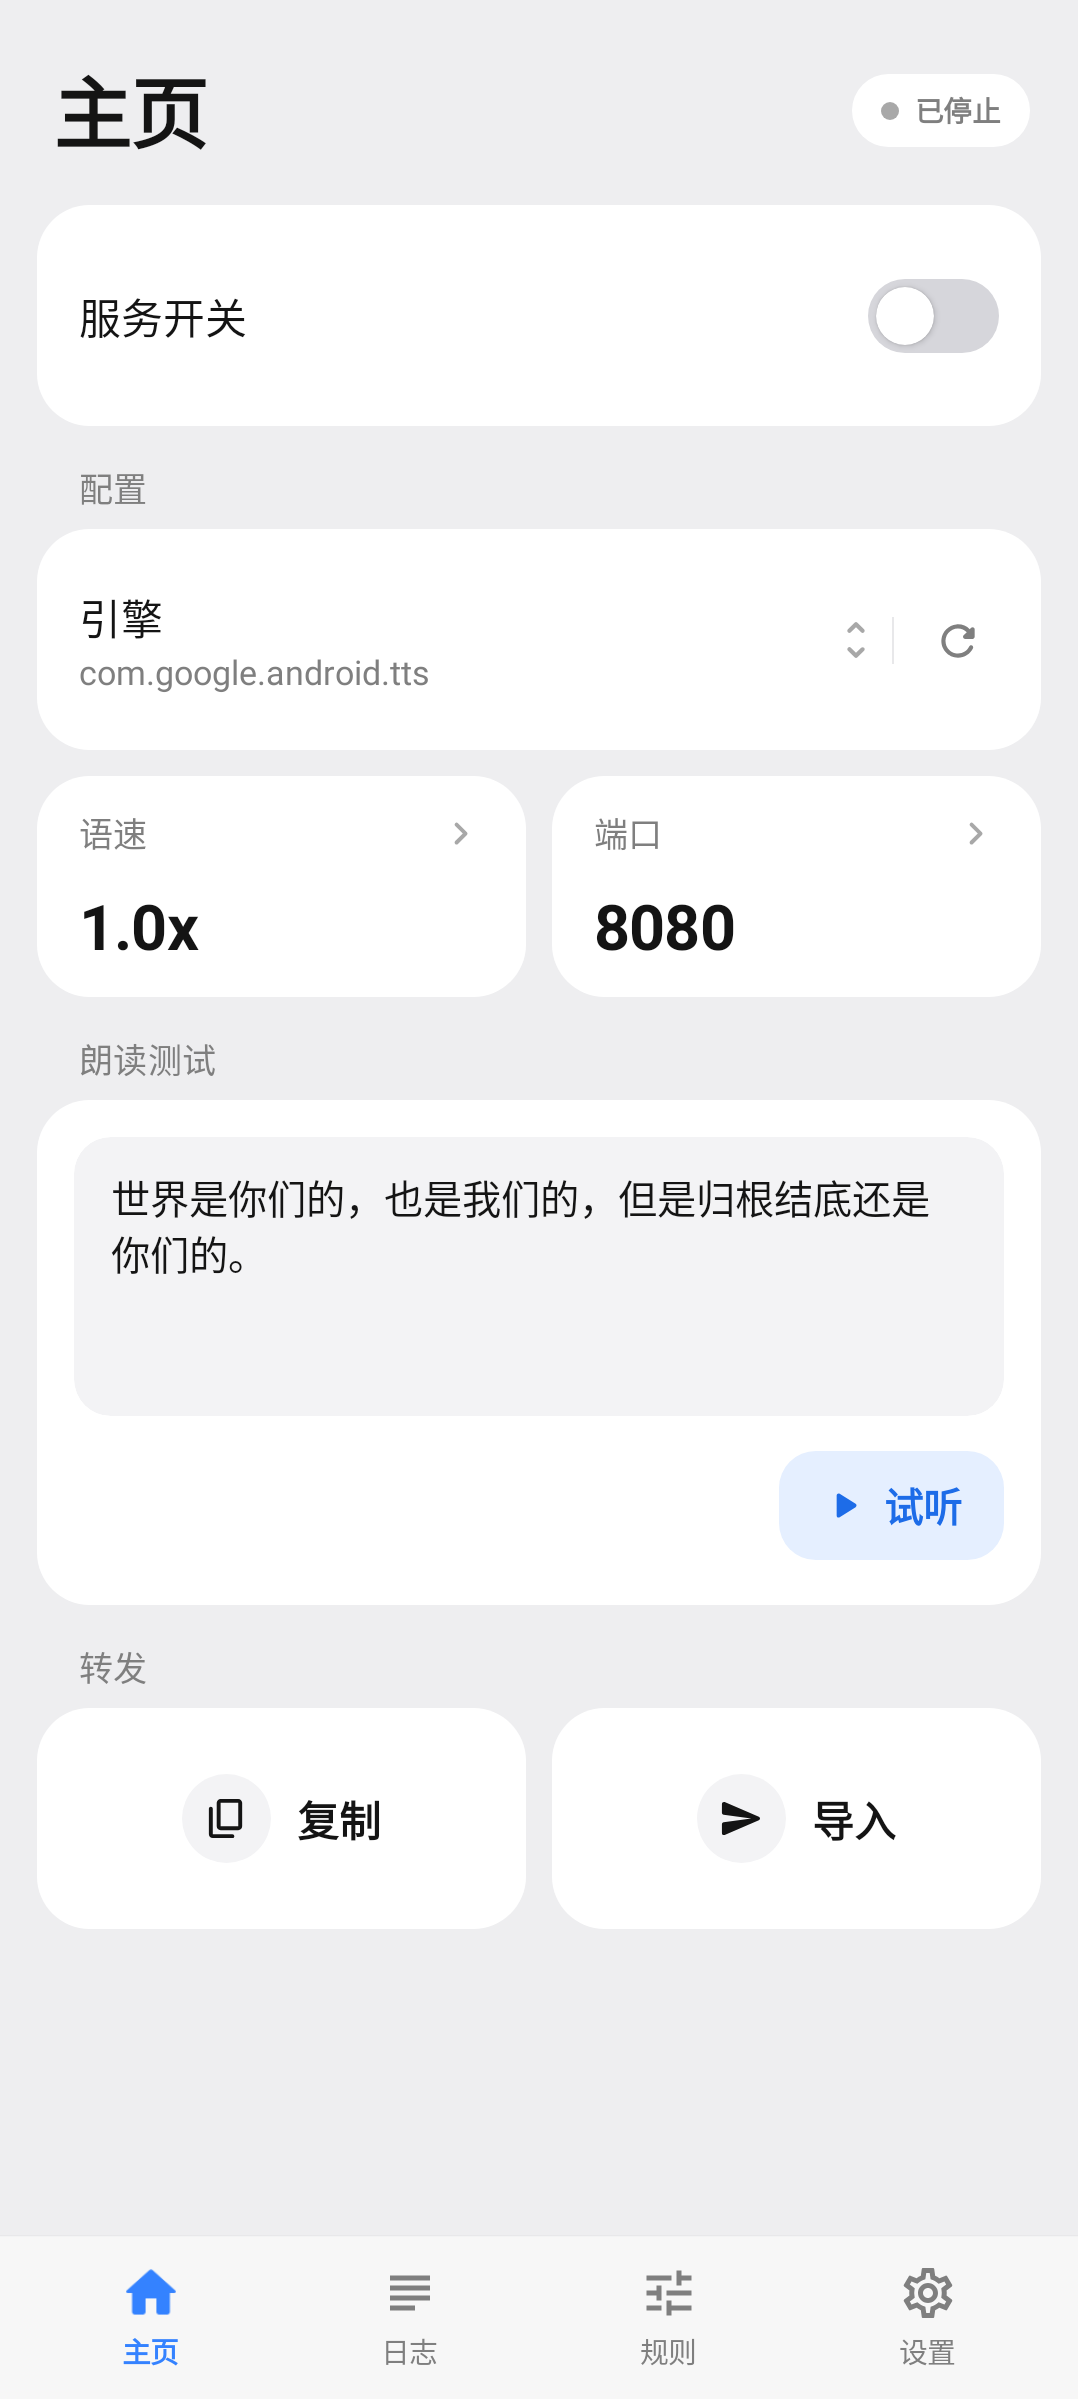 主页
已停止
服务开关
配置
引擎
com.google.android.tts
语速
1.0x
端口
8080
朗读测试
世界是你们的，也是我们的，但是归根结底还是
你们的。
试听
转发
复制
导入
主页
日志
规则
设置